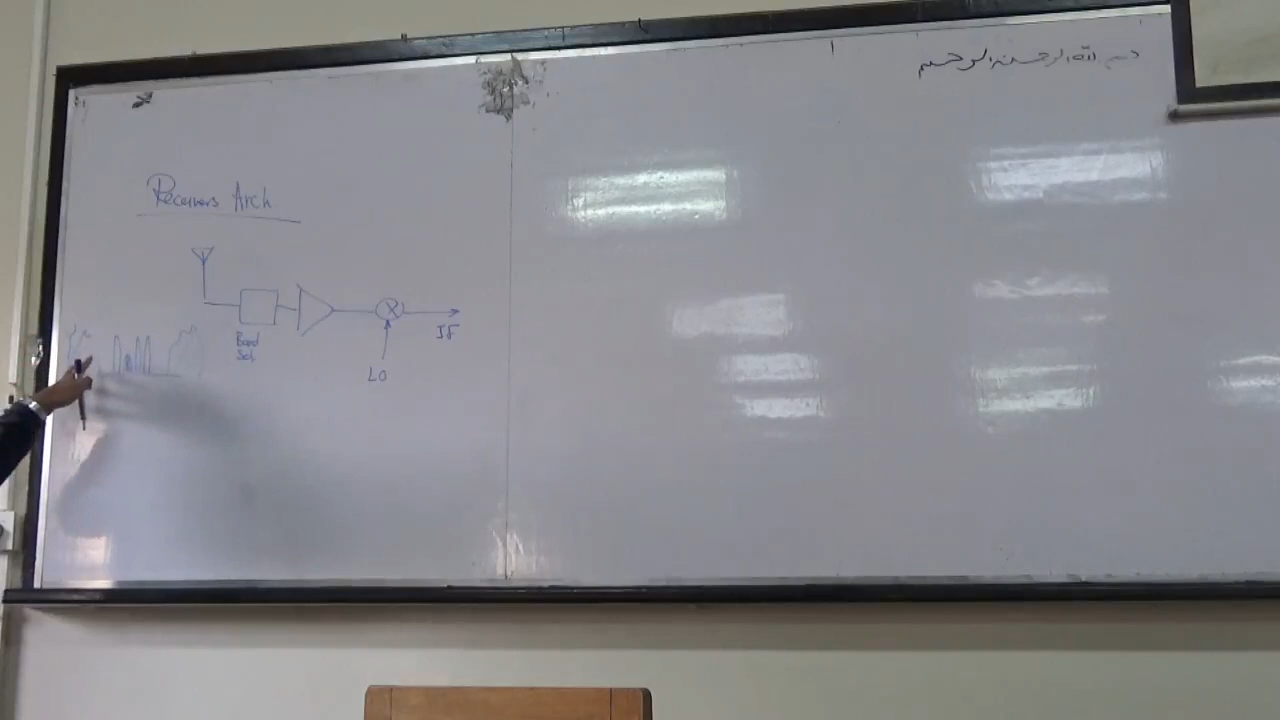 بسم الله الرحمن الرحيم
Receivers Arch
Band
Sel.
IF
LO